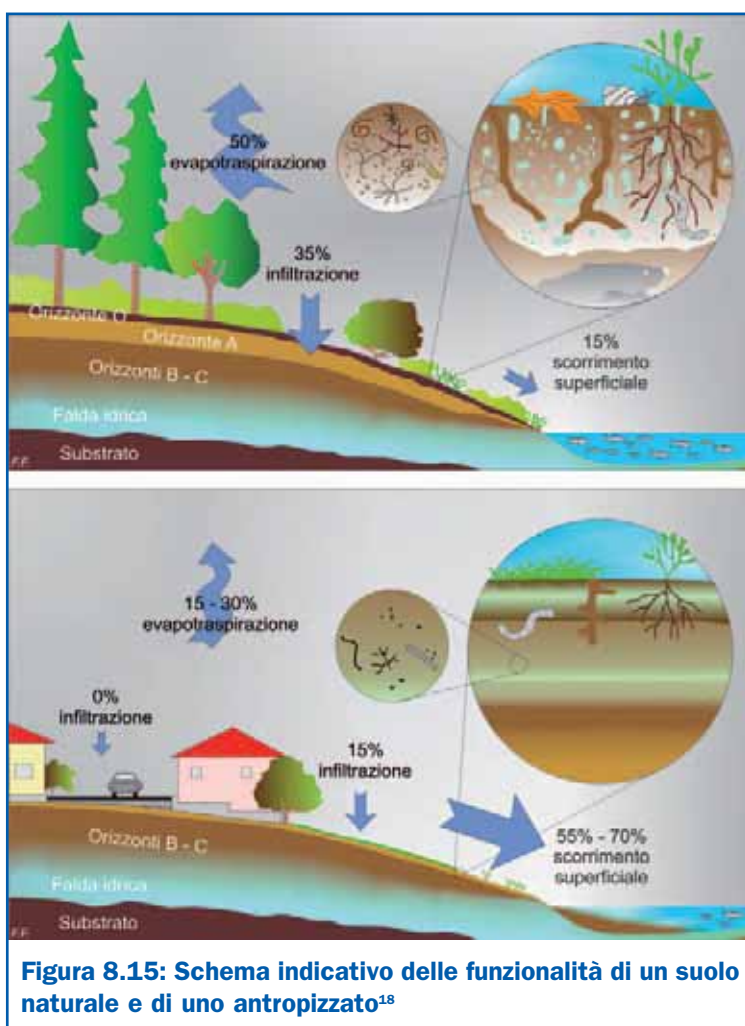 50%
evapotraspirazione
35%
infiltrazione
15%
scorrimento
superficiale
Orizzonte O
Orizzonte A
Orizzonti B - C
Falda idrica
Substrato
F.F.
15 - 30%
evapotraspirazione
0%
infiltrazione
15%
infiltrazione
55% - 70%
scorrimento
superficiale
Orizzonti B - C
Falda idrica
Substrato
F.F.
Figura 8.15: Schema indicativo delle funzionalità di un suolo
naturale e di uno antropizzato¹⁸